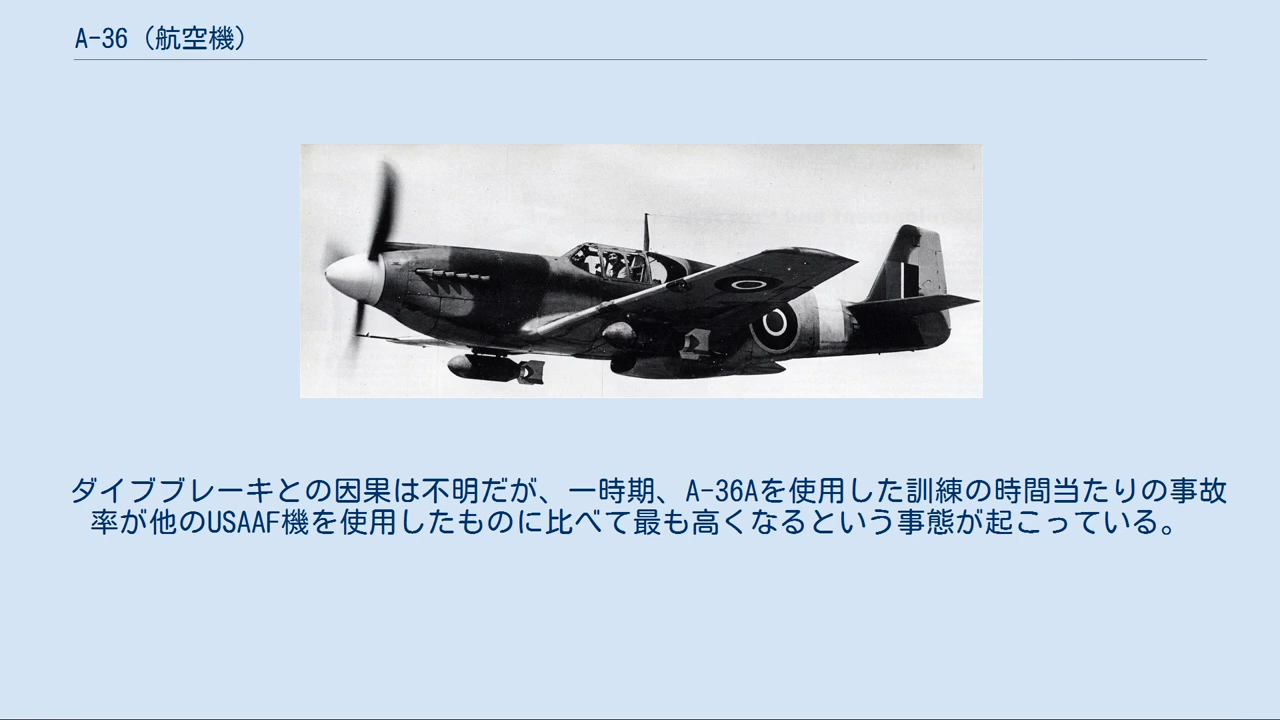 A-36（航空機）
ダイブブレーキとの因果は不明だが、一時期、A-36Aを使用した訓練の時間当たりの事故
率が他のUSAAF機を使用したものに比べて最も高くなるという事態が起こっている。